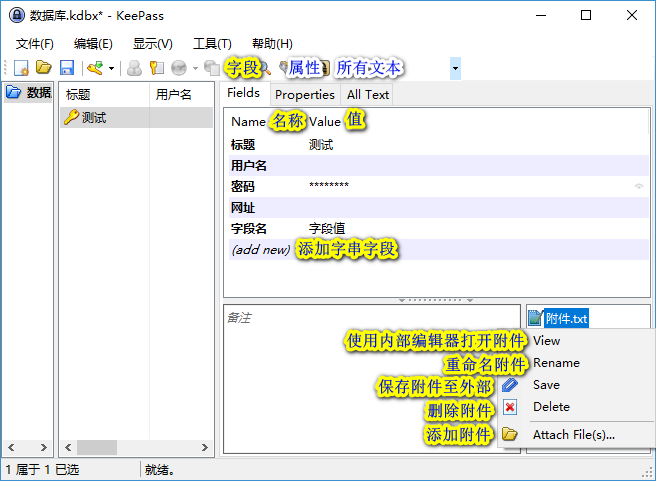 数据库.kdbx* - KeePass
文件(F) 编辑(E) 显示(V) 工具(T) 帮助(H)
字段 属性 所有文本
数据 标题 用户名 Fields Properties All Text
测试
Name 名称 Value 值
标题 测试
用户名
密码 ********
网址
字段名 字段值
(add new) 添加字串字段
备注 附件.txt
使用内部编辑器打开附件 View
重命名附件 Rename
保存附件至外部 Save
删除附件 Delete
添加附件 Attach File(s)...
1 属于 1 已选 就绪。